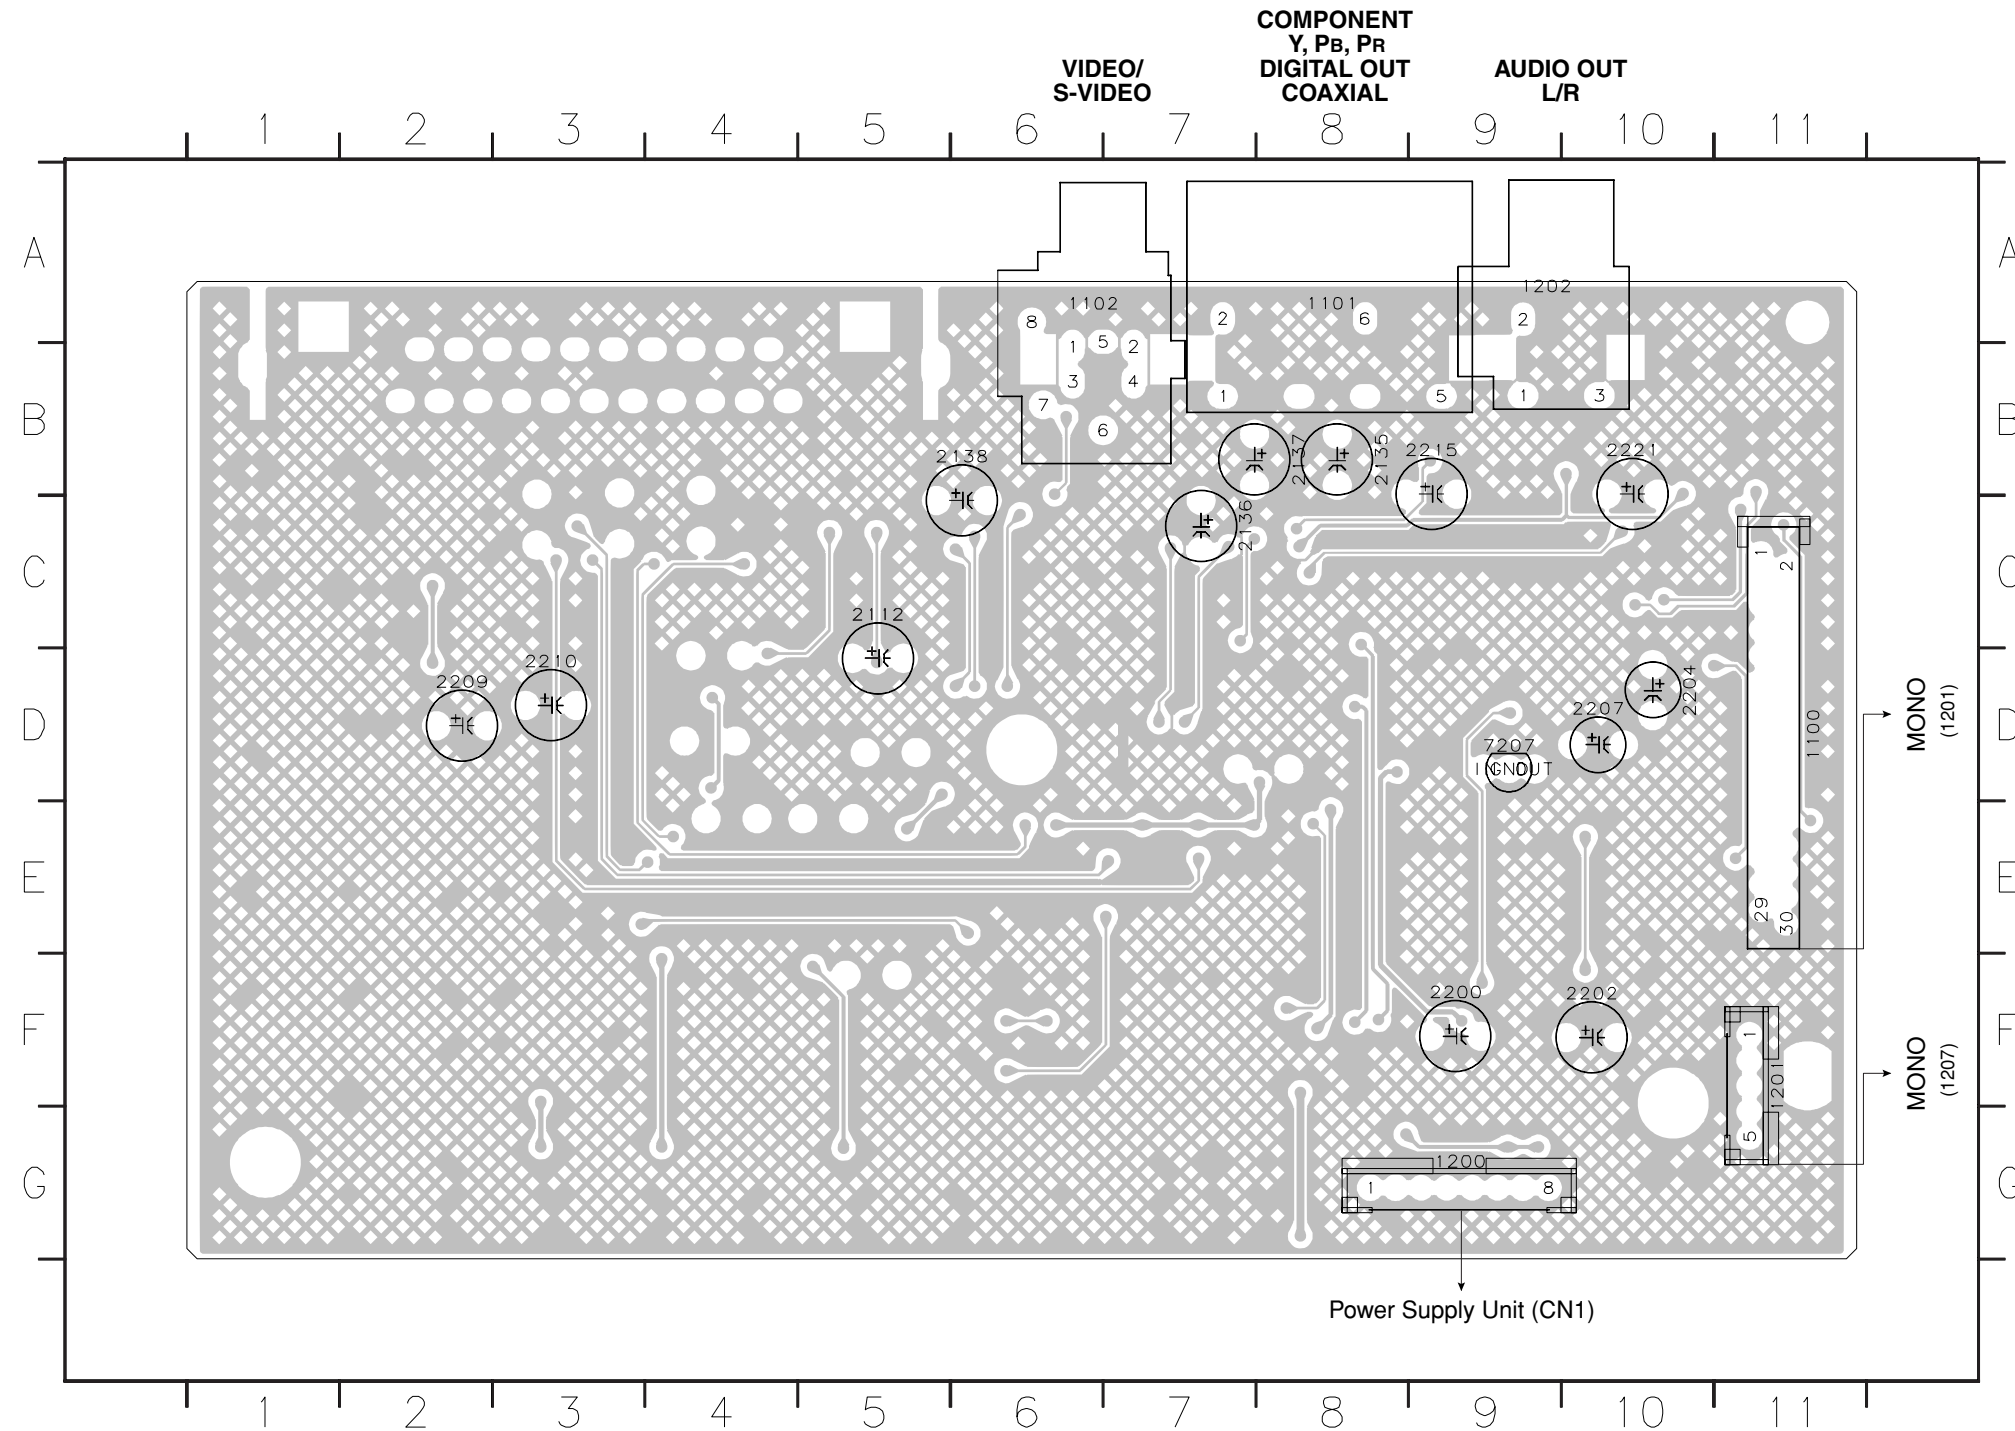 COMPONENT
Y, PB, PR
DIGITAL OUT
COAXIAL
VIDEO/
S-VIDEO
AUDIO OUT
L/R
1 2 3 4 5 6 7 8 9 10 11
A A
1202
1102 1101
8 2 6 2
1 5 2
3 4
7 1 5 1 3
6
B B
2138 2137 2135 2215 2221
2136
C C
1
2
2112
2210
2209
2204
2207
D D
7207
IN GND OUT
1100
MONO
(1201)
E E
29
30
2200 2202
F F
1
1201
5
MONO
(1207)
1200
1 8
G G
Power Supply Unit (CN1)
1 2 3 4 5 6 7 8 9 10 11